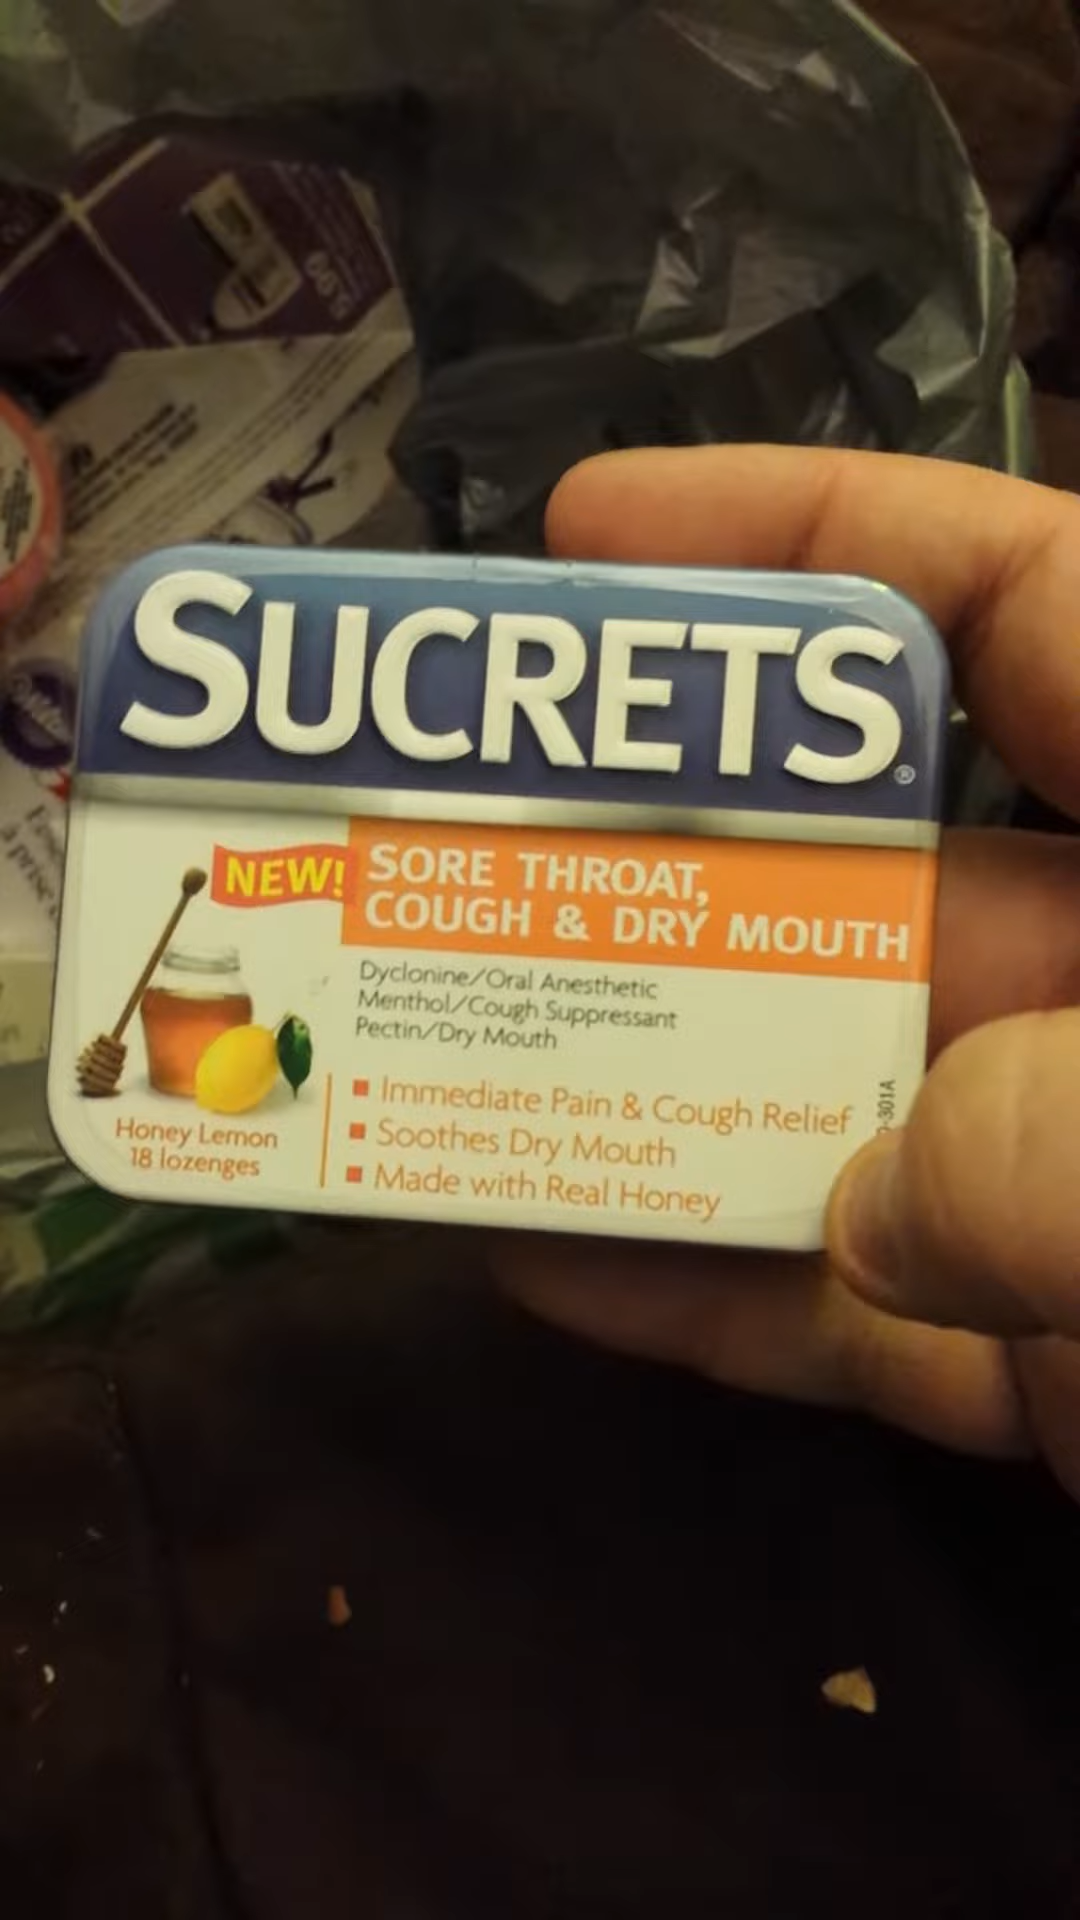 SUCRETS®
NEW!
SORE THROAT,
COUGH & DRY MOUTH
Dyclonine/Oral Anesthetic
Menthol/Cough Suppressant
Pectin/Dry Mouth
Immediate Pain & Cough Relief
Soothes Dry Mouth
Made with Real Honey
Honey Lemon
18 lozenges